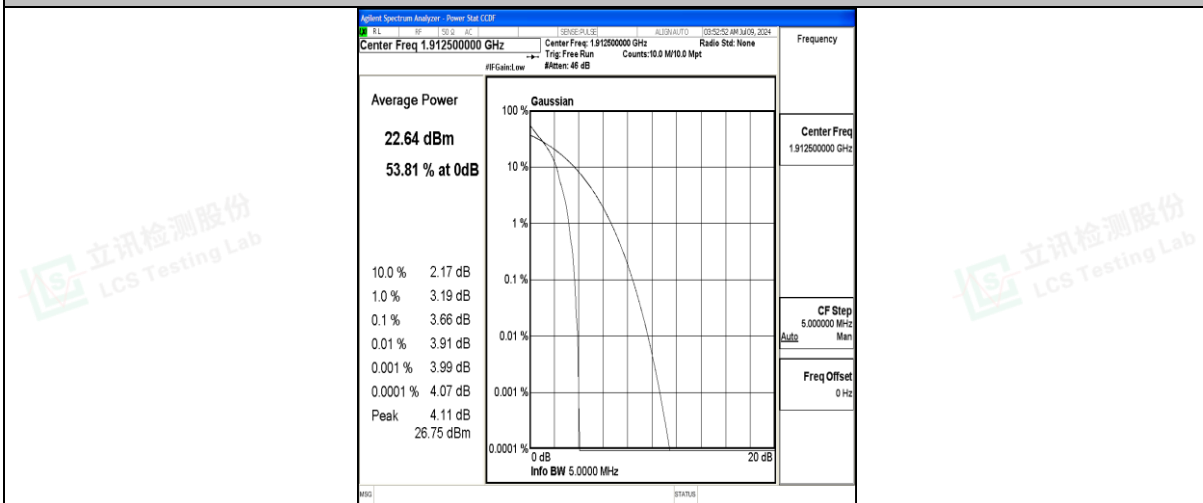 Agilent Spectrum Analyzer - Power Stat CCDF
RL RF 50 Ω AC SENSE:PULSE ALIGN AUTO 03:52:52 AM Jul 09, 2024
Center Freq 1.912500000 GHz
Center Freq: 1.912500000 GHz Radio Std: None
Trig: Free Run Counts:10.0 M/10.0 Mpt
#IFGain:Low #Atten: 46 dB
Frequency
Average Power
22.64 dBm
53.81 % at 0dB
10.0 % 2.17 dB
1.0 % 3.19 dB
0.1 % 3.66 dB
0.01 % 3.91 dB
0.001 % 3.99 dB
0.0001 % 4.07 dB
Peak 4.11 dB
26.75 dBm
Gaussian
100 %
10 %
1 %
0.1 %
0.01 %
0.001 %
0.0001 %
0 dB 20 dB
Info BW 5.0000 MHz
Center Freq
1.912500000 GHz
CF Step
5.000000 MHz
Auto Man
Freq Offset
0 Hz
MSG STATUS
立讯检测股份
LCS Testing Lab
立讯检测股份
LCS Testing Lab